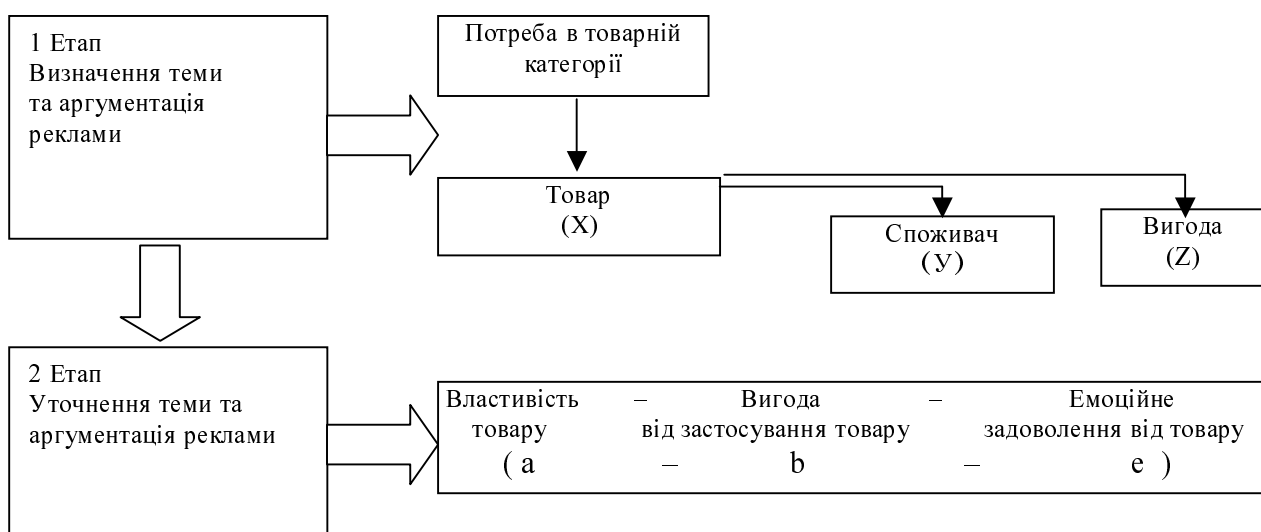 1 Етап
Визначення теми
та аргументація
реклами
Потреба в товарній
категорії
Товар
(Х)
Споживач
(У)
Вигода
(Z)
2 Етап
Уточнення теми та
аргументація реклами
Властивість – Вигода – Емоційне
товару від застосування товару задоволення від товару
( a – b – e )